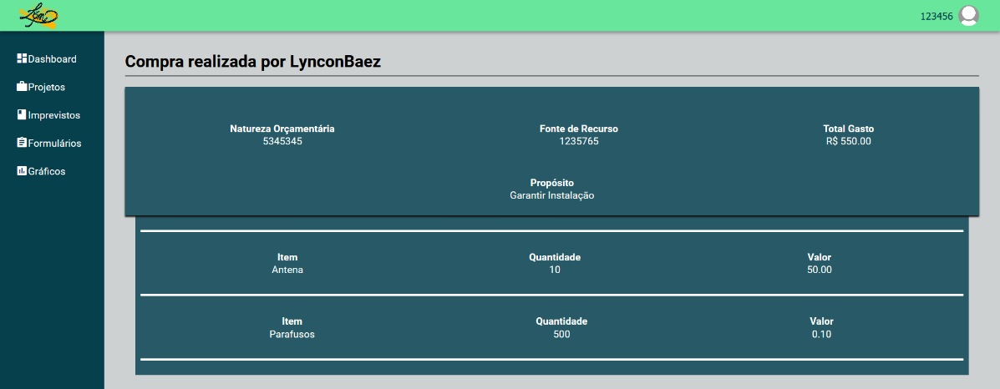 123456
Dashboard
Projetos
Imprevistos
Formulários
Gráficos
Compra realizada por LynconBaez
Natureza Orçamentária Fonte de Recurso Total Gasto
5345345 1235765 R$ 550.00
Propósito
Garantir Instalação
Item Quantidade Valor
Antena 10 50.00
Item Quantidade Valor
Parafusos 500 0.10